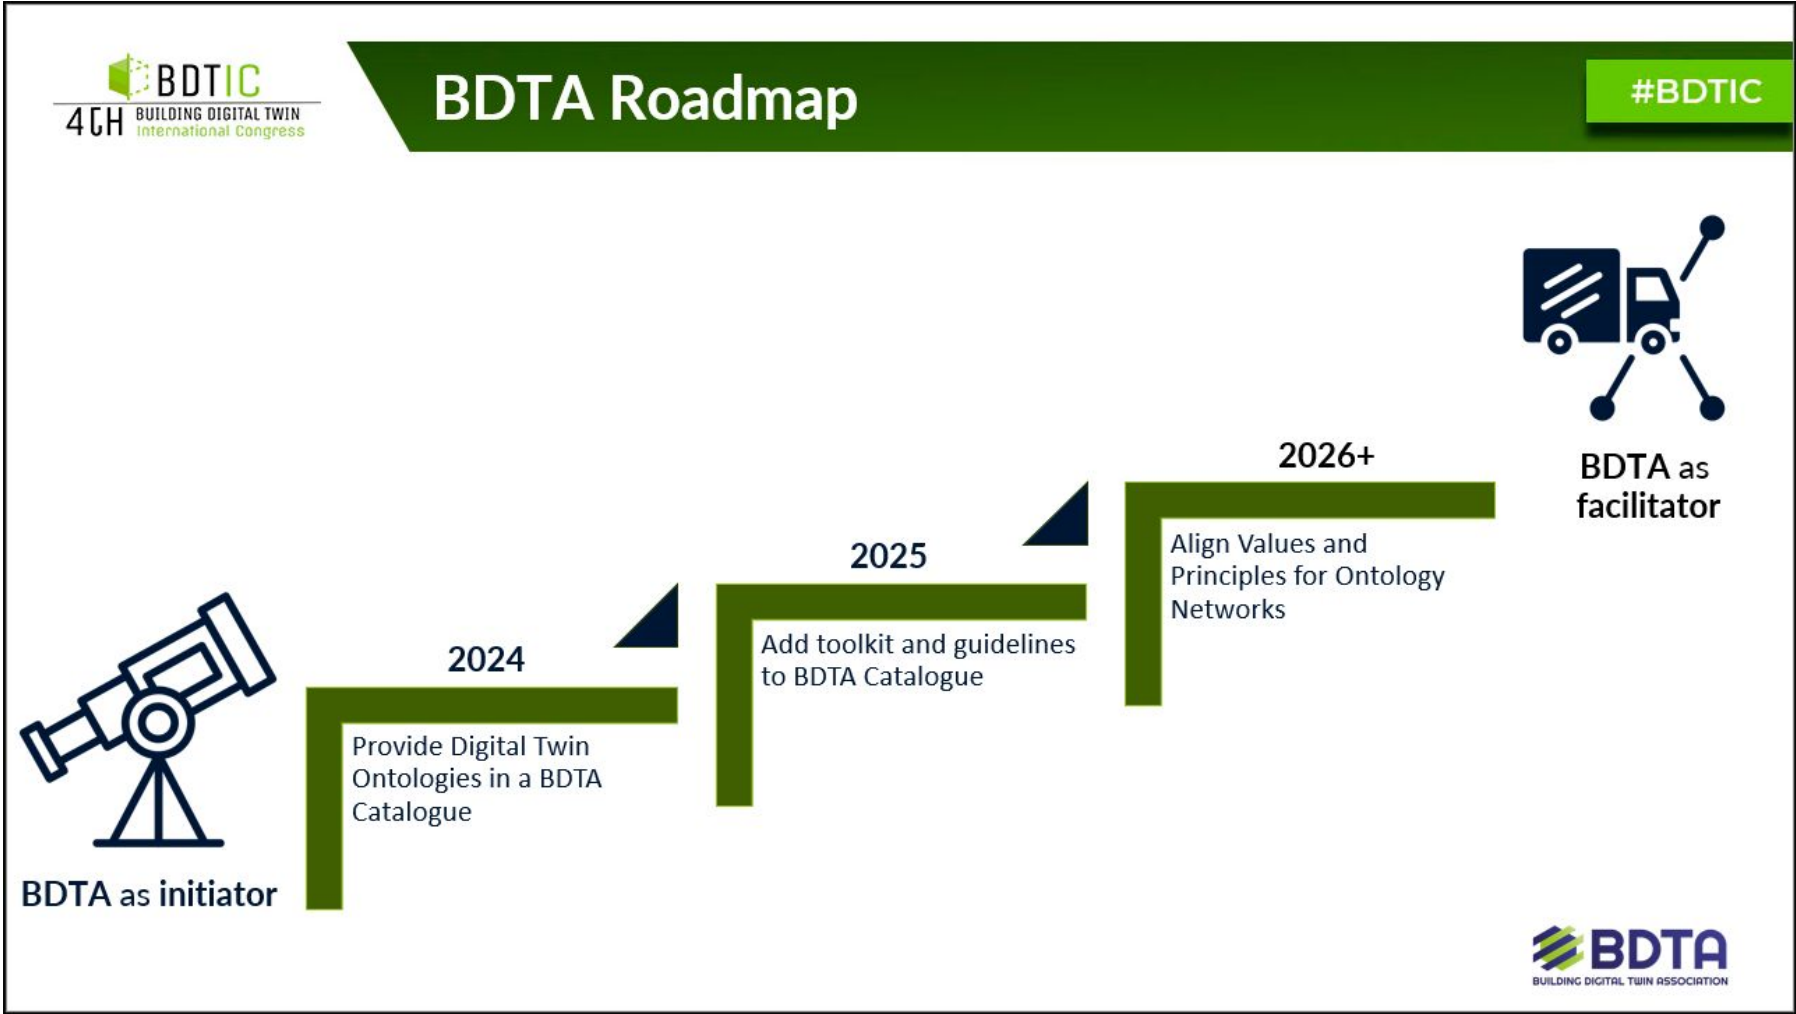 BDTIC
4TH BUILDING DIGITAL TWIN
International Congress
BDTA Roadmap
#BDTIC
2026+
BDTA as
facilitator
Align Values and
Principles for Ontology
Networks
2025
Add toolkit and guidelines
to BDTA Catalogue
2024
Provide Digital Twin
Ontologies in a BDTA
Catalogue
BDTA as initiator
BDTA
BUILDING DIGITAL TWIN ASSOCIATION